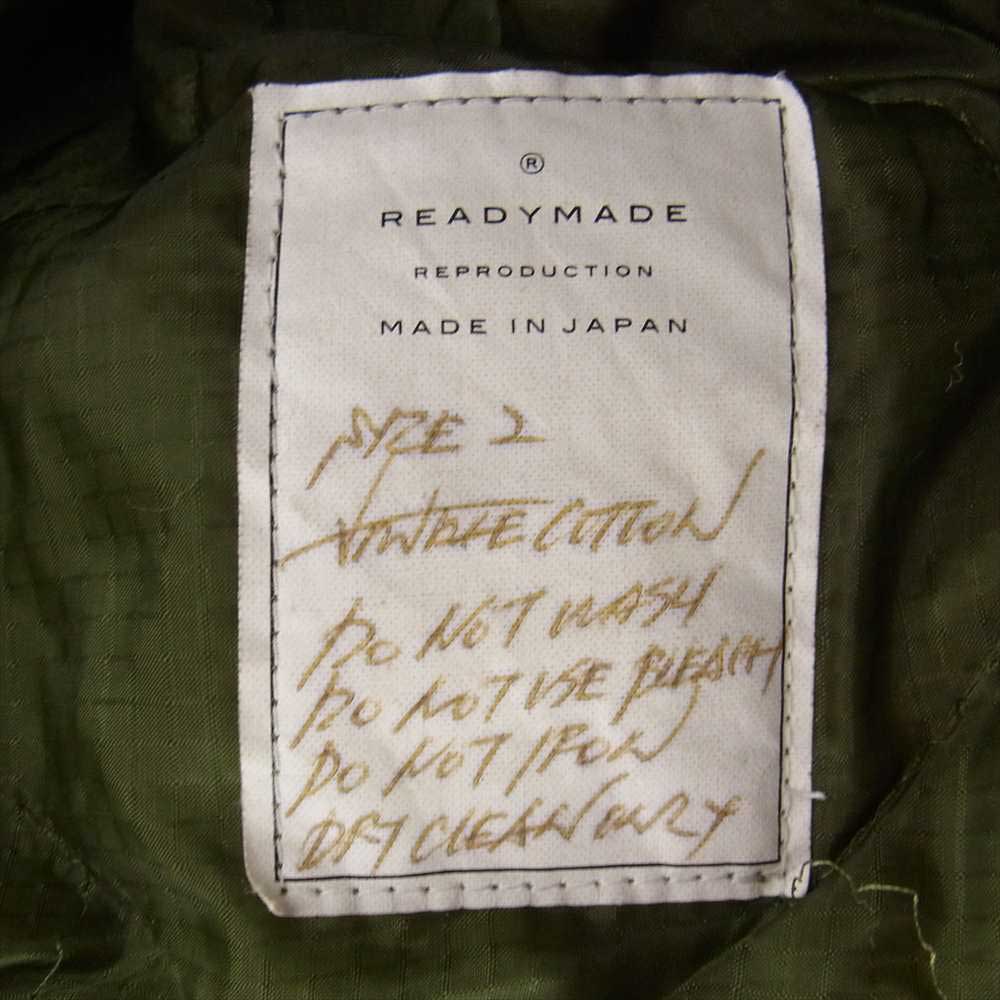 ®
READYMADE
REPRODUCTION
MADE IN JAPAN
SIZE 2
COTTON
DO NOT WASH
DO NOT USE BLEACH
DO NOT IRON
DRY CLEAN ONLY